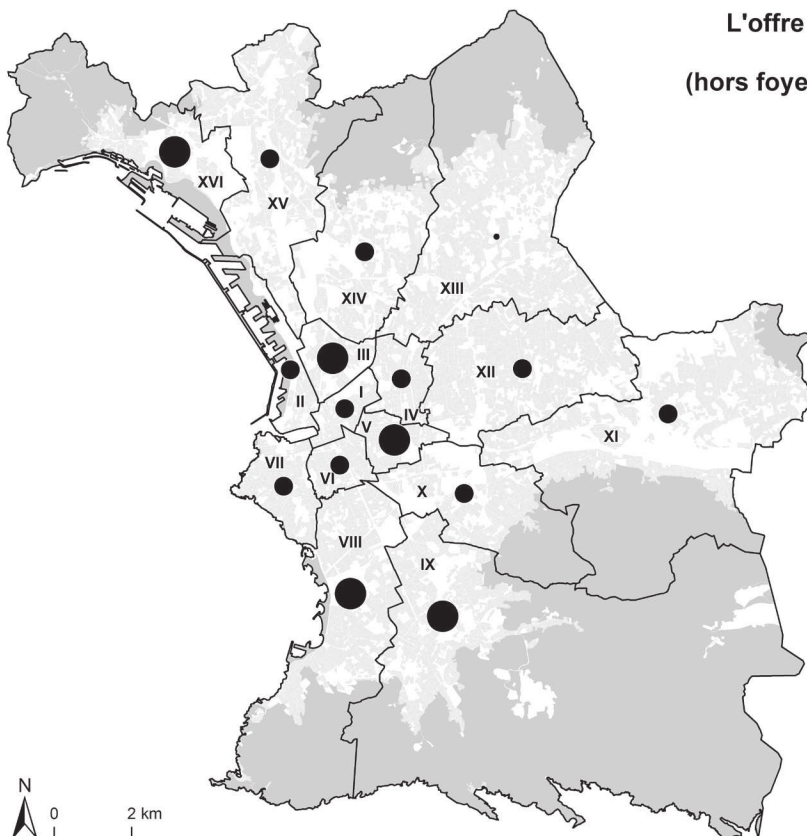 L'offre
(hors foye
XVI
XV
XIV
XIII
III
XII
I
II
IV
V
XI
VII
VI
X
VIII
IX
N
0 2 km